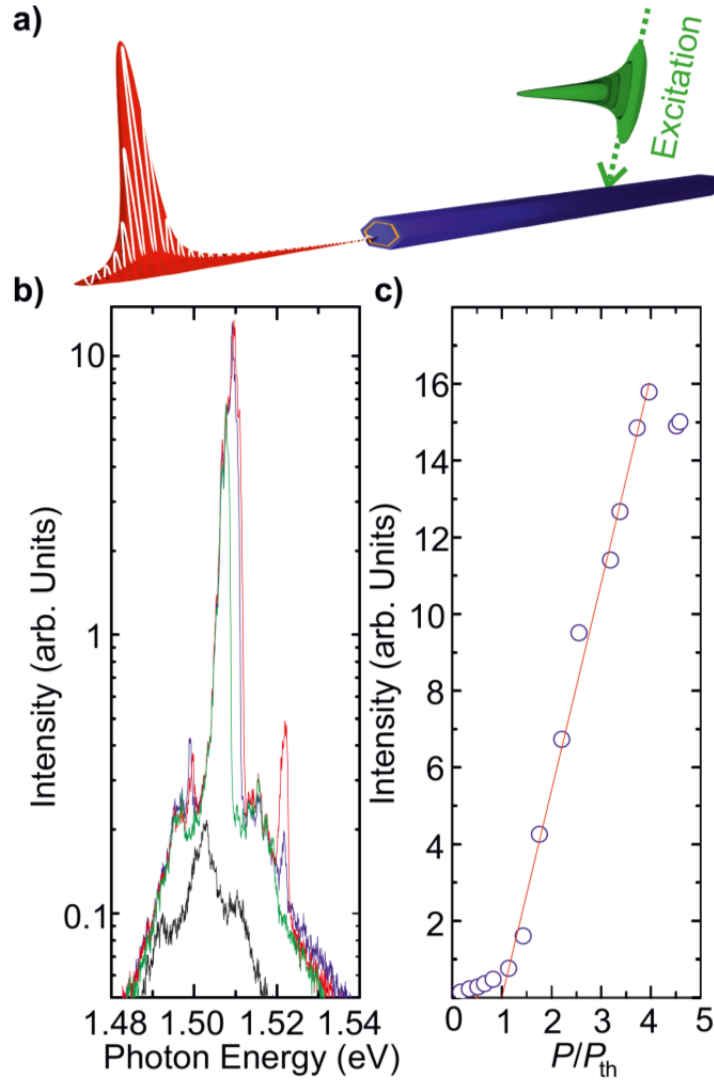 a)
Excitation
b)
c)
Intensity (arb. Units)
10
1
0.1
1.48 1.50 1.52 1.54
Photon Energy (eV)
Intensity (arb. Units)
16
14
12
10
8
6
4
2
0 1 2 3 4 5
P/Pth